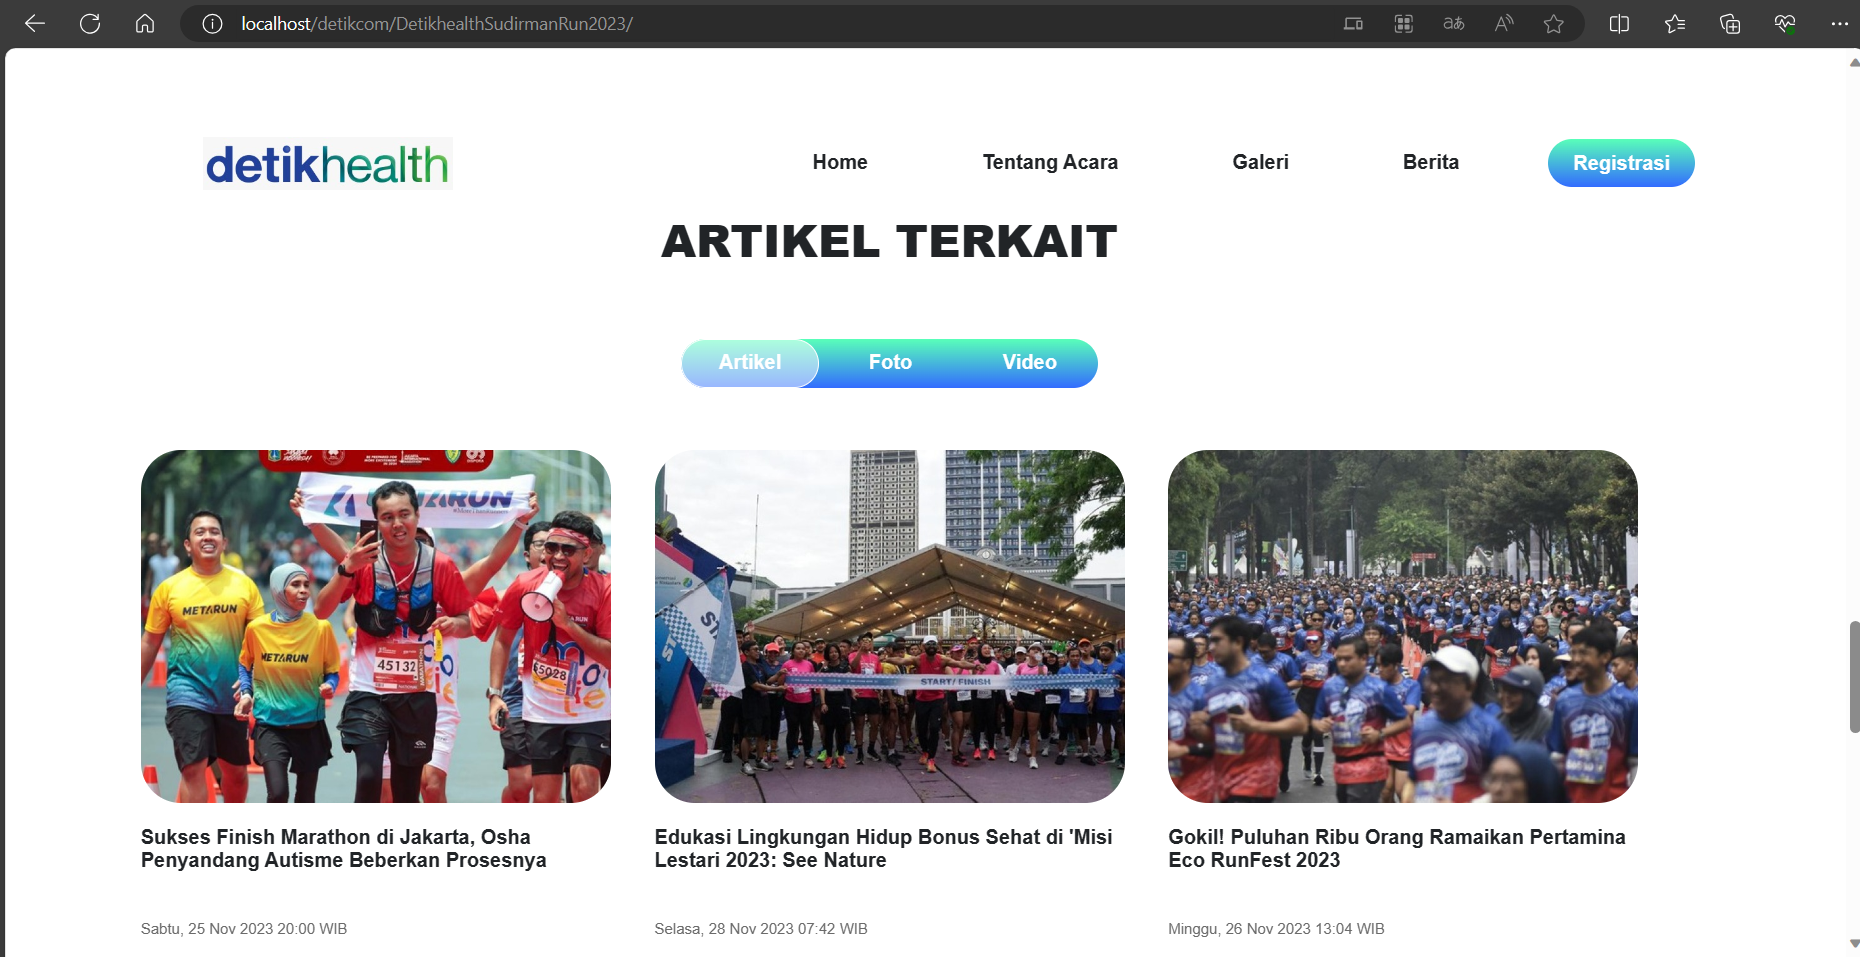 localhost/detikcom/DetikhealthSudirmanRun2023/
detikhealth
Home
Tentang Acara
Galeri
Berita
Registrasi
ARTIKEL TERKAIT
Artikel
Foto
Video
METARUN
METARUN
METARUN
45132
65028
START/ FINISH
Sukses Finish Marathon di Jakarta, Osha
Penyandang Autisme Beberkan Prosesnya
Edukasi Lingkungan Hidup Bonus Sehat di 'Misi
Lestari 2023: See Nature
Gokil! Puluhan Ribu Orang Ramaikan Pertamina
Eco RunFest 2023
Sabtu, 25 Nov 2023 20:00 WIB
Selasa, 28 Nov 2023 07:42 WIB
Minggu, 26 Nov 2023 13:04 WIB